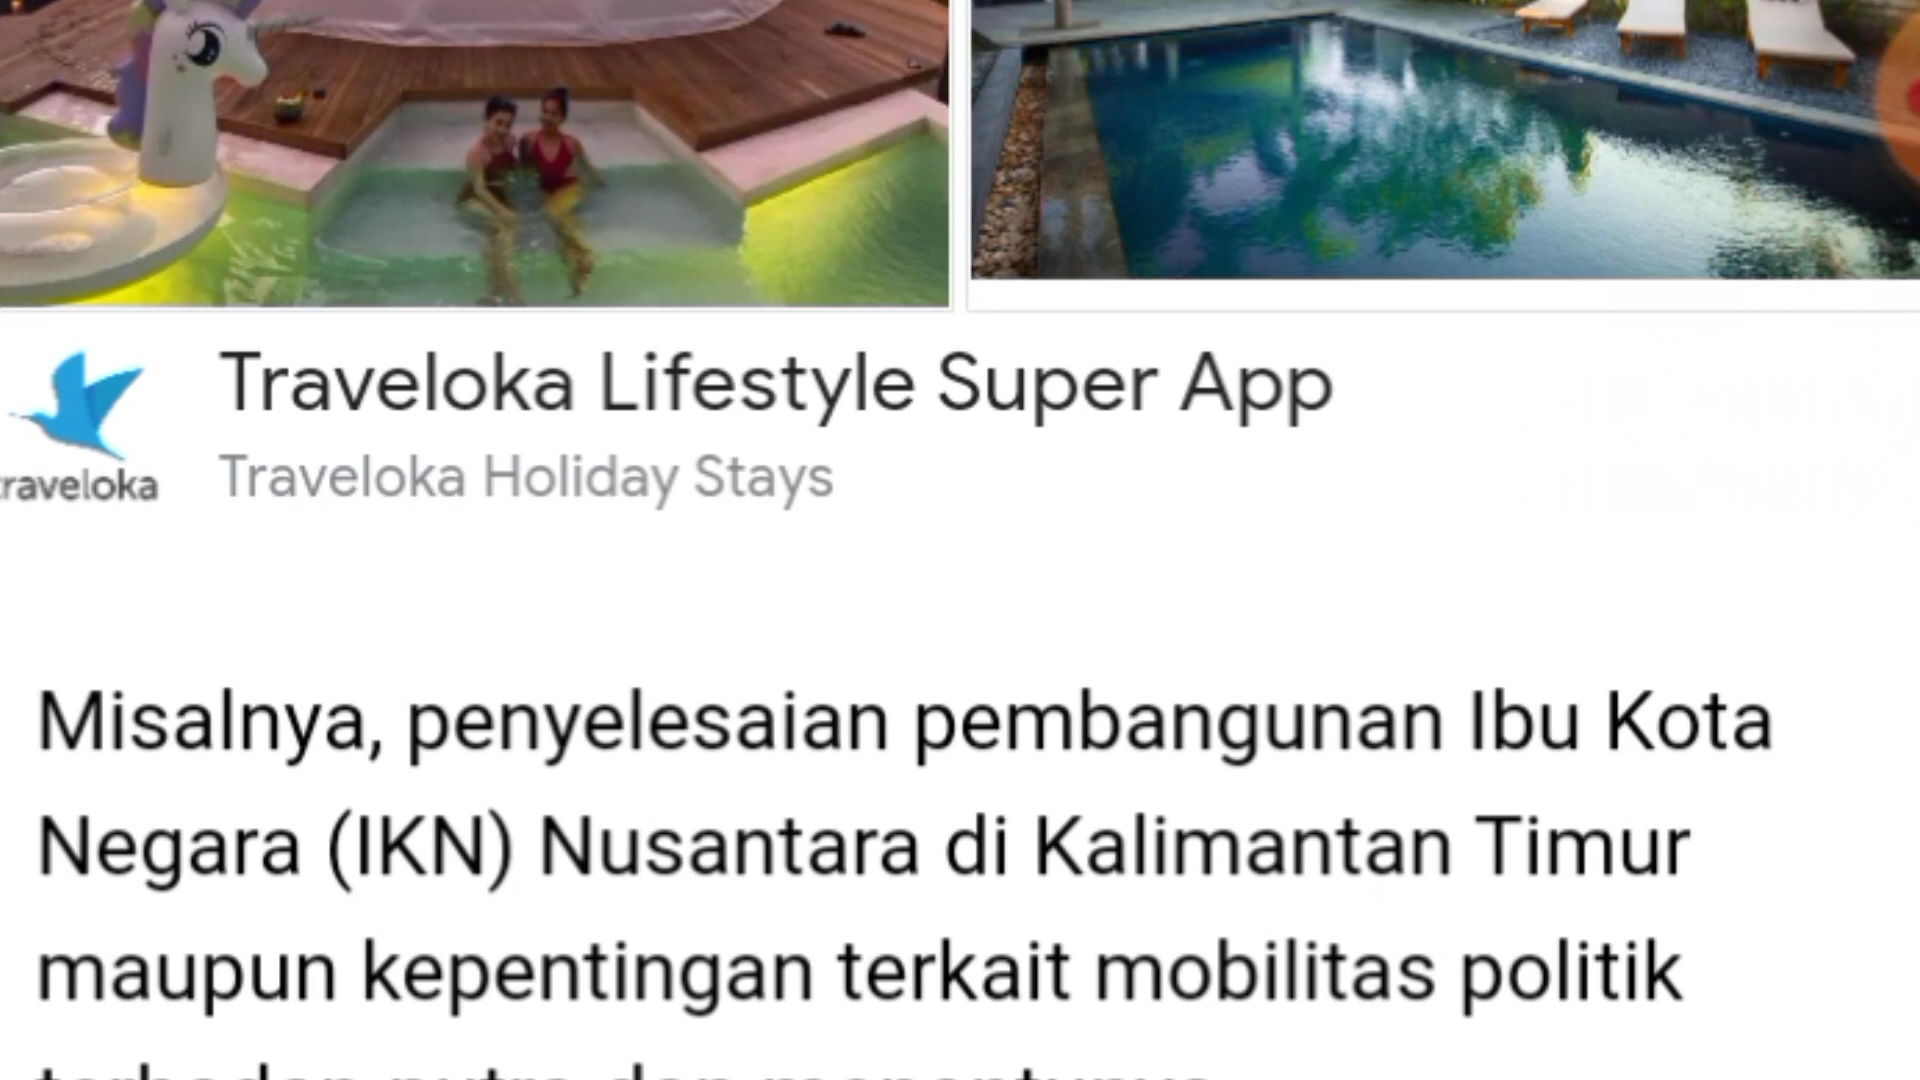 Traveloka Lifestyle Super App
traveloka
Traveloka Holiday Stays
Misalnya, penyelesaian pembangunan Ibu Kota
Negara (IKN) Nusantara di Kalimantan Timur
maupun kepentingan terkait mobilitas politik